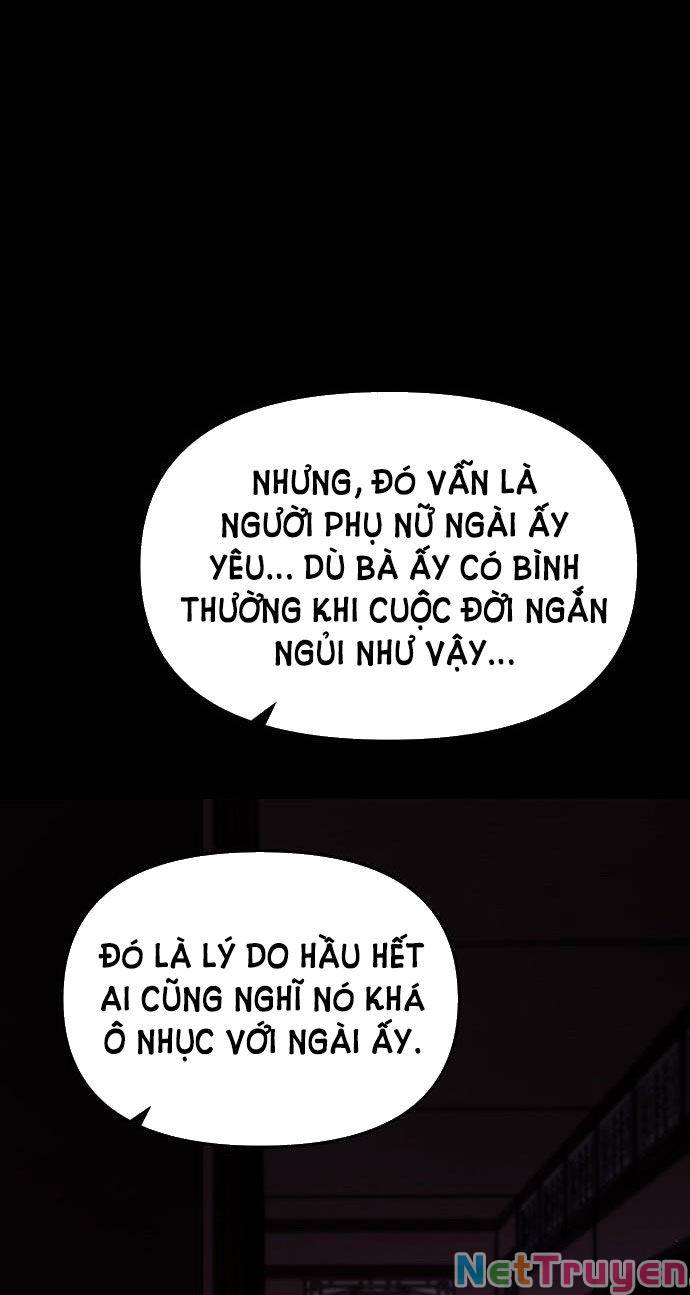 NHƯNG, ĐÓ VẪN LÀ
NGƯỜI PHỤ NỮ NGÀI ẤY
YÊU... DÙ BÀ ẤY CÓ BÌNH
THƯỜNG KHI CUỘC ĐỜI NGẮN
NGỦI NHƯ VẬY...
ĐÓ LÀ LÝ DO HẦU HẾT
AI CŨNG NGHĨ NÓ KHÁ
Ô NHỤC VỚI NGÀI ẤY.
NetTruyen